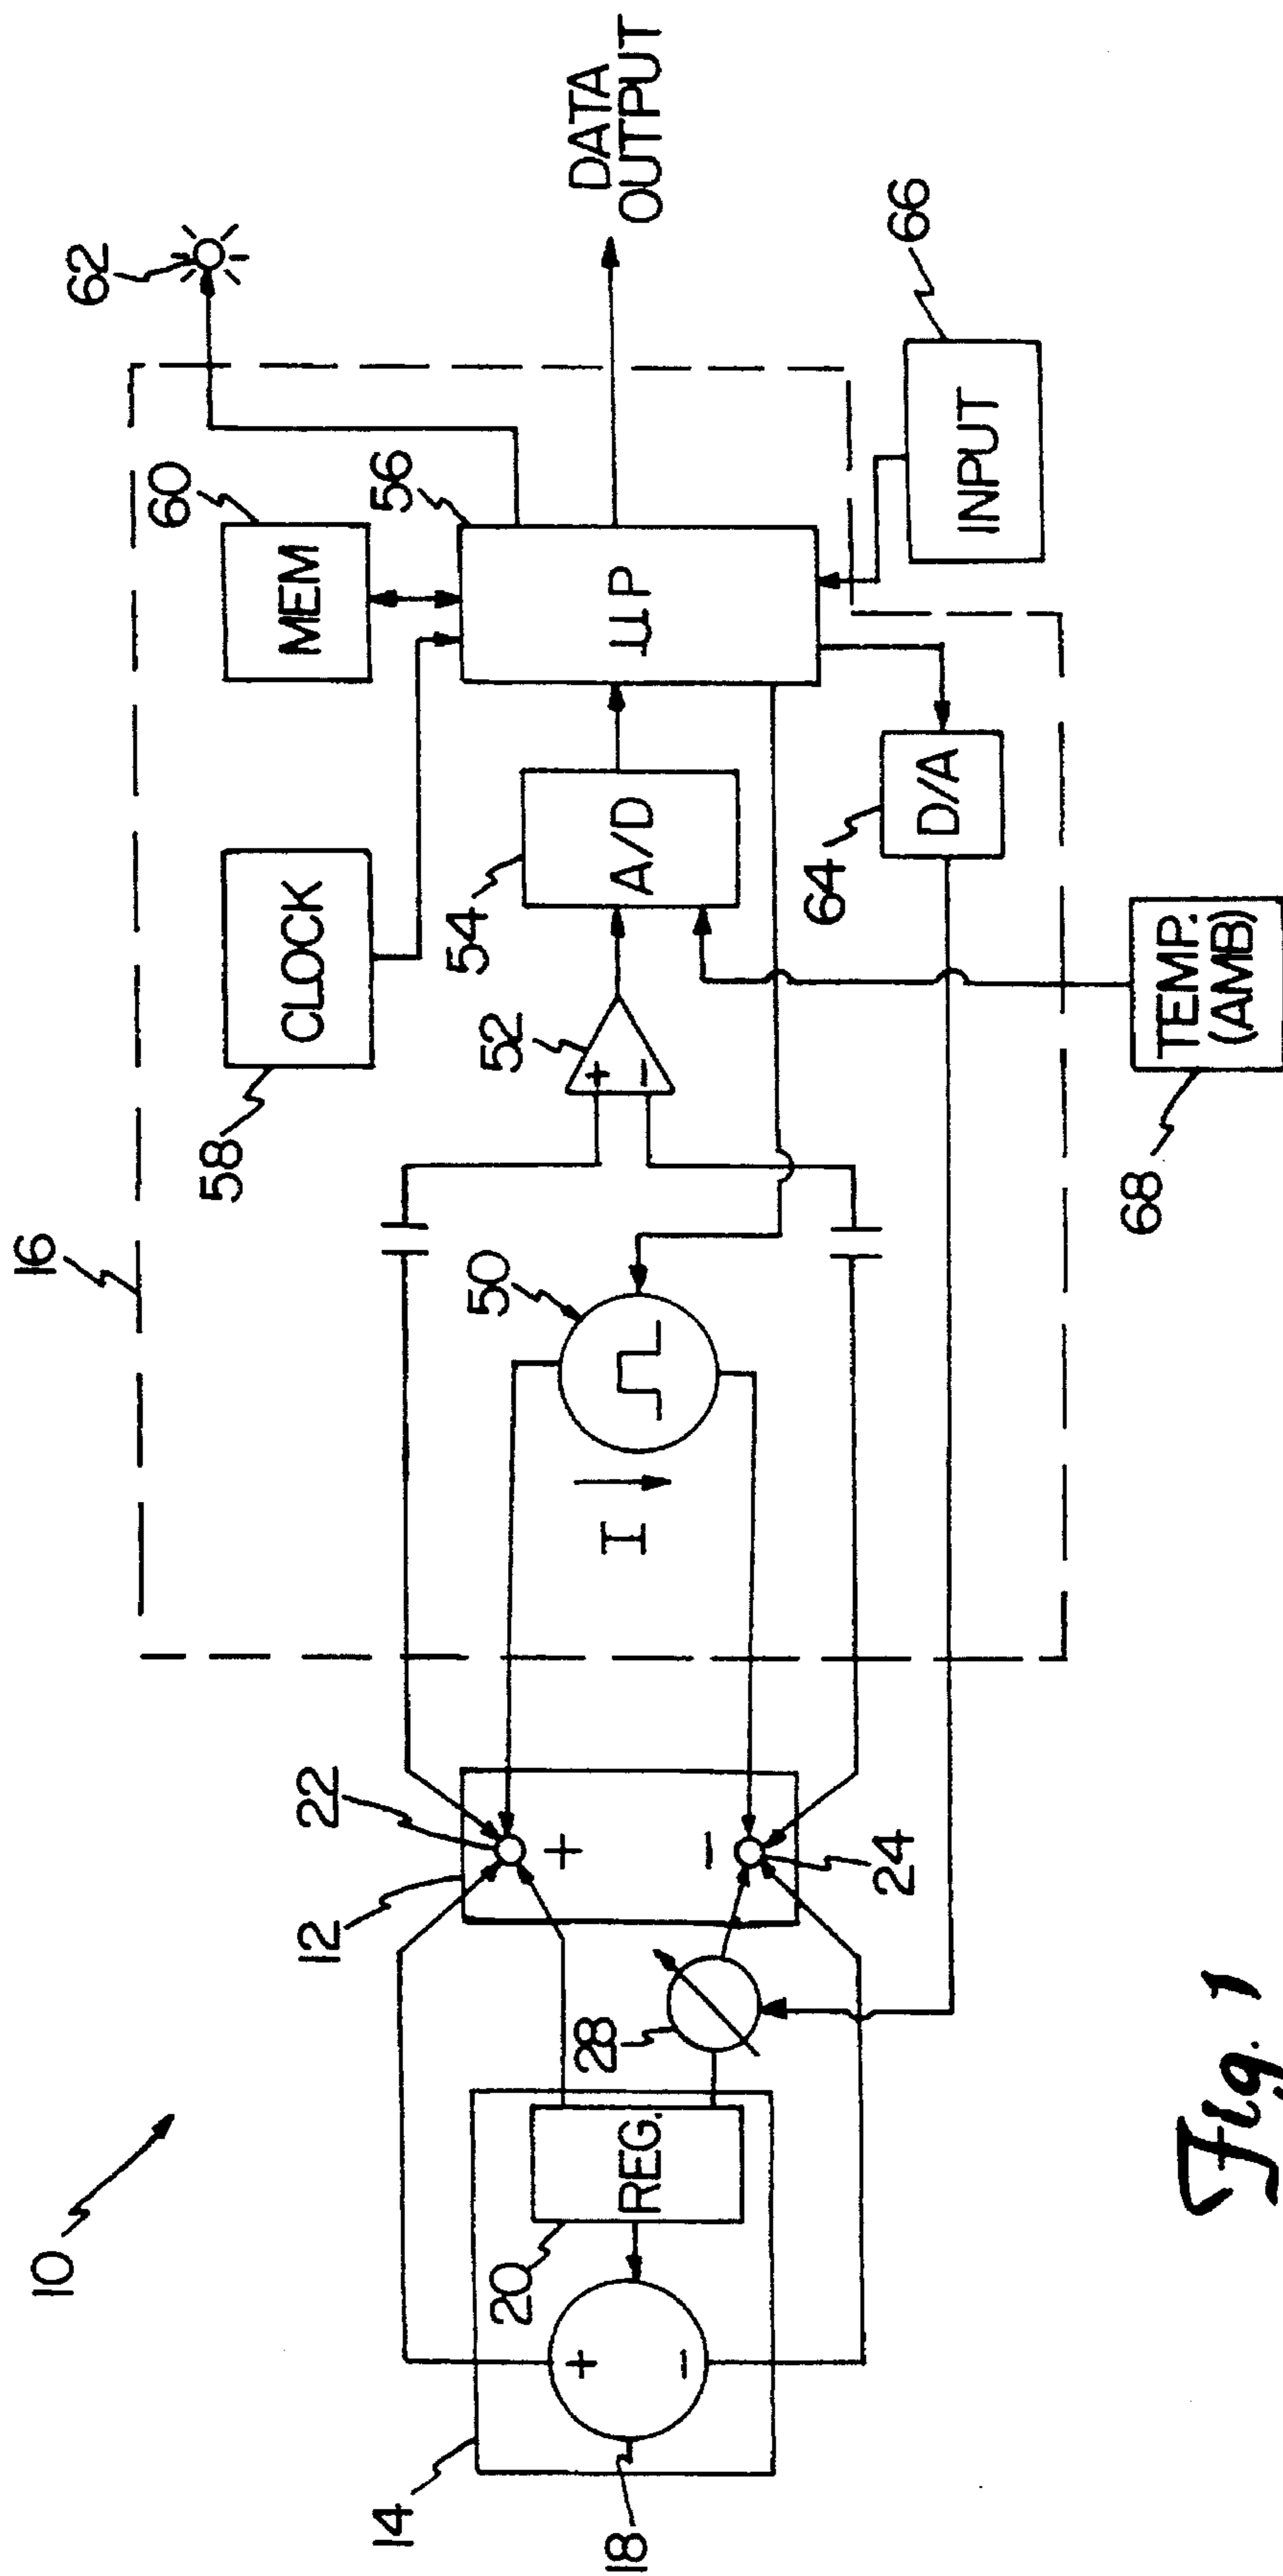 10
16
62
60
MEM
58
CLOCK
56
μP
DATA
OUTPUT
54
A/D
52
+
−
50
I
22
12
+
−
24
28
20
REG.
14
+
−
18
64
D/A
66
INPUT
68
TEMP.
(AMB)
Fig. 1